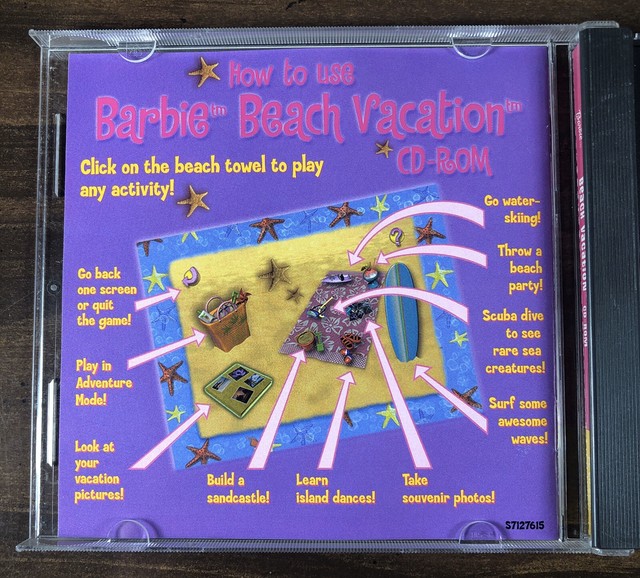 How to use
Barbie™ Beach Vacation™
CD-ROM
Click on the beach towel to play
any activity!
Go water-
skiing!
Throw a
beach
party!
Scuba dive
to see
rare sea
creatures!
Surf some
awesome
waves!
Go back
one screen
or quit
the game!
Play in
Adventure
Mode!
Look at
your
vacation
pictures!
Build a
sandcastle!
Learn
island dances!
Take
souvenir photos!
S7127615
Beach Vacation CD-ROM